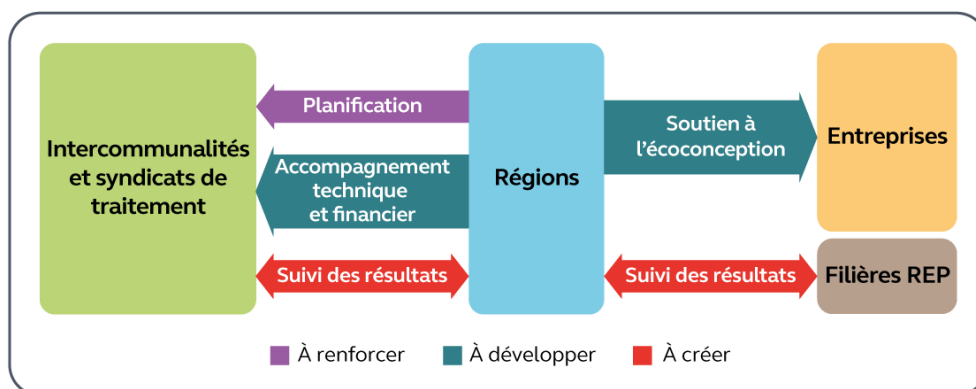 Intercommunalités
et syndicats de
traitement
Planification
Accompagnement
technique
et financier
Suivi des résultats
Régions
Soutien à
l'écoconception
Suivi des résultats
Entreprises
Filières REP
À renforcer
À développer
À créer